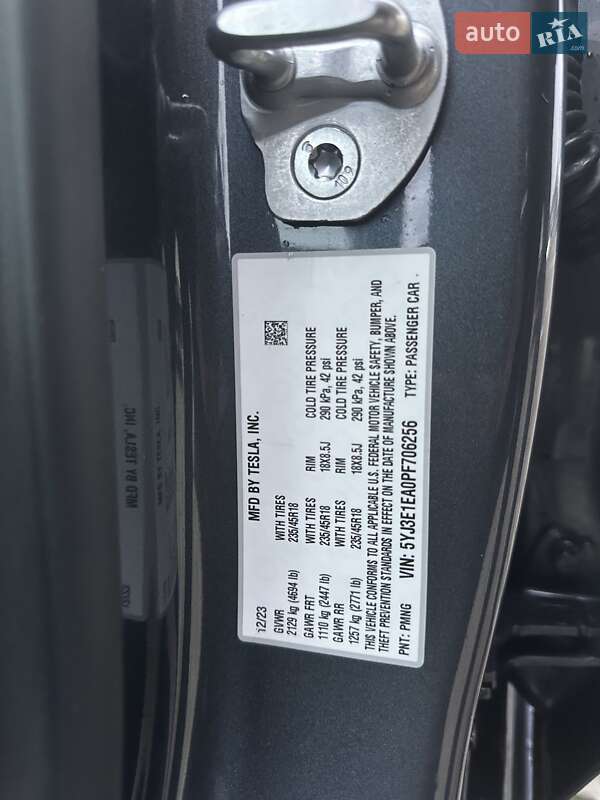 auto RIA.com
10.9
MFD BY TESLA, INC.
12/23
GVWR WITH TIRES RIM COLD TIRE PRESSURE
2129 kg (4694 lb) 235/45R18 18X8.5J 290 kPa, 42 psi
GAWR FRT WITH TIRES RIM COLD TIRE PRESSURE
1110 kg (2447 lb) 235/45R18 18X8.5J 290 kPa, 42 psi
GAWR RR WITH TIRES
1257 kg (2771 lb) 235/45R18
THIS VEHICLE CONFORMS TO ALL APPLICABLE U.S. FEDERAL MOTOR VEHICLE SAFETY, BUMPER, AND
THEFT PREVENTION STANDARDS IN EFFECT ON THE DATE OF MANUFACTURE SHOWN ABOVE.
PNT: PMNG VIN: 5YJ3E1EA0PF706256 TYPE: PASSENGER CAR
MFD BY TESLA, INC.